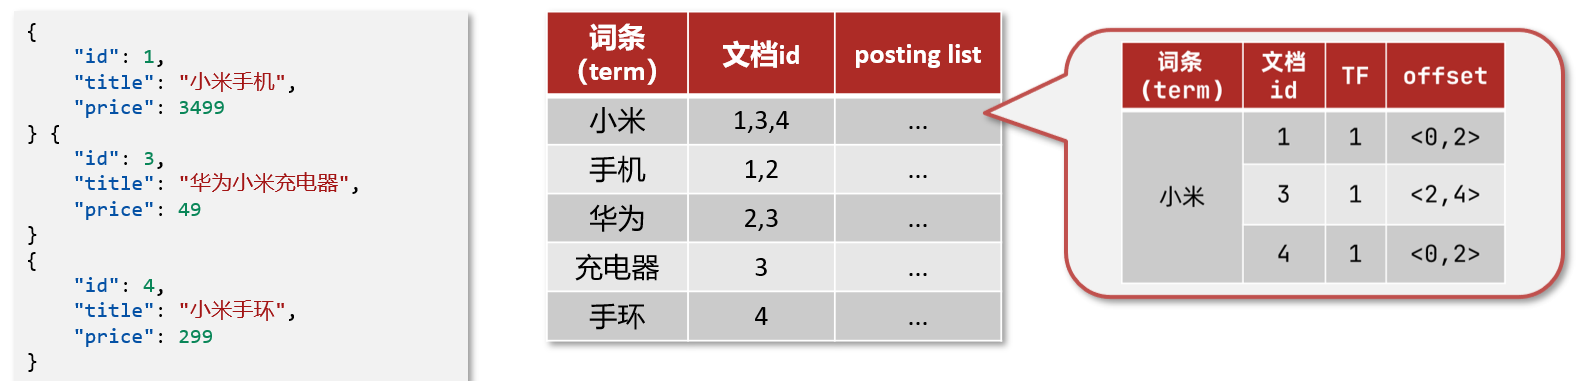 {
"id": 1,
"title": "小米手机",
"price": 3499
} {
"id": 3,
"title": "华为小米充电器",
"price": 49
}
{
"id": 4,
"title": "小米手环",
"price": 299
}
词条 (term) 文档id posting list
小米 1,3,4 ...
手机 1,2 ...
华为 2,3 ...
充电器 3 ...
手环 4 ...
词条 (term) 文档 id TF offset
小米 1 1 <0,2>
3 1 <2,4>
4 1 <0,2>